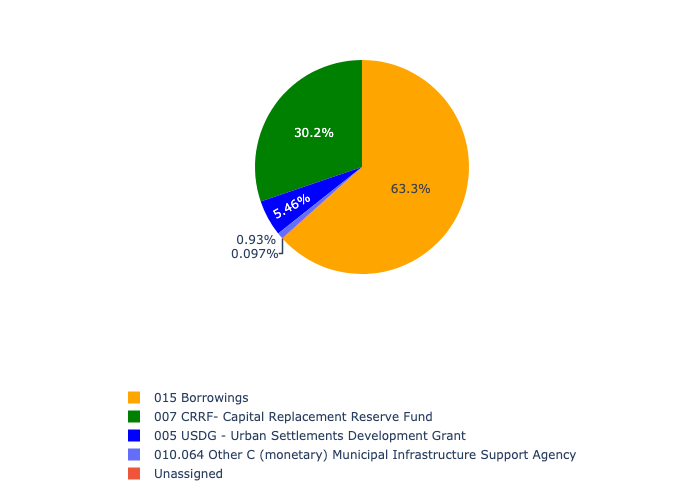 30.2%
63.3%
5.46%
0.93%
0.097%
015 Borrowings
007 CRRF- Capital Replacement Reserve Fund
005 USDG - Urban Settlements Development Grant
010.064 Other C (monetary) Municipal Infrastructure Support Agency
Unassigned